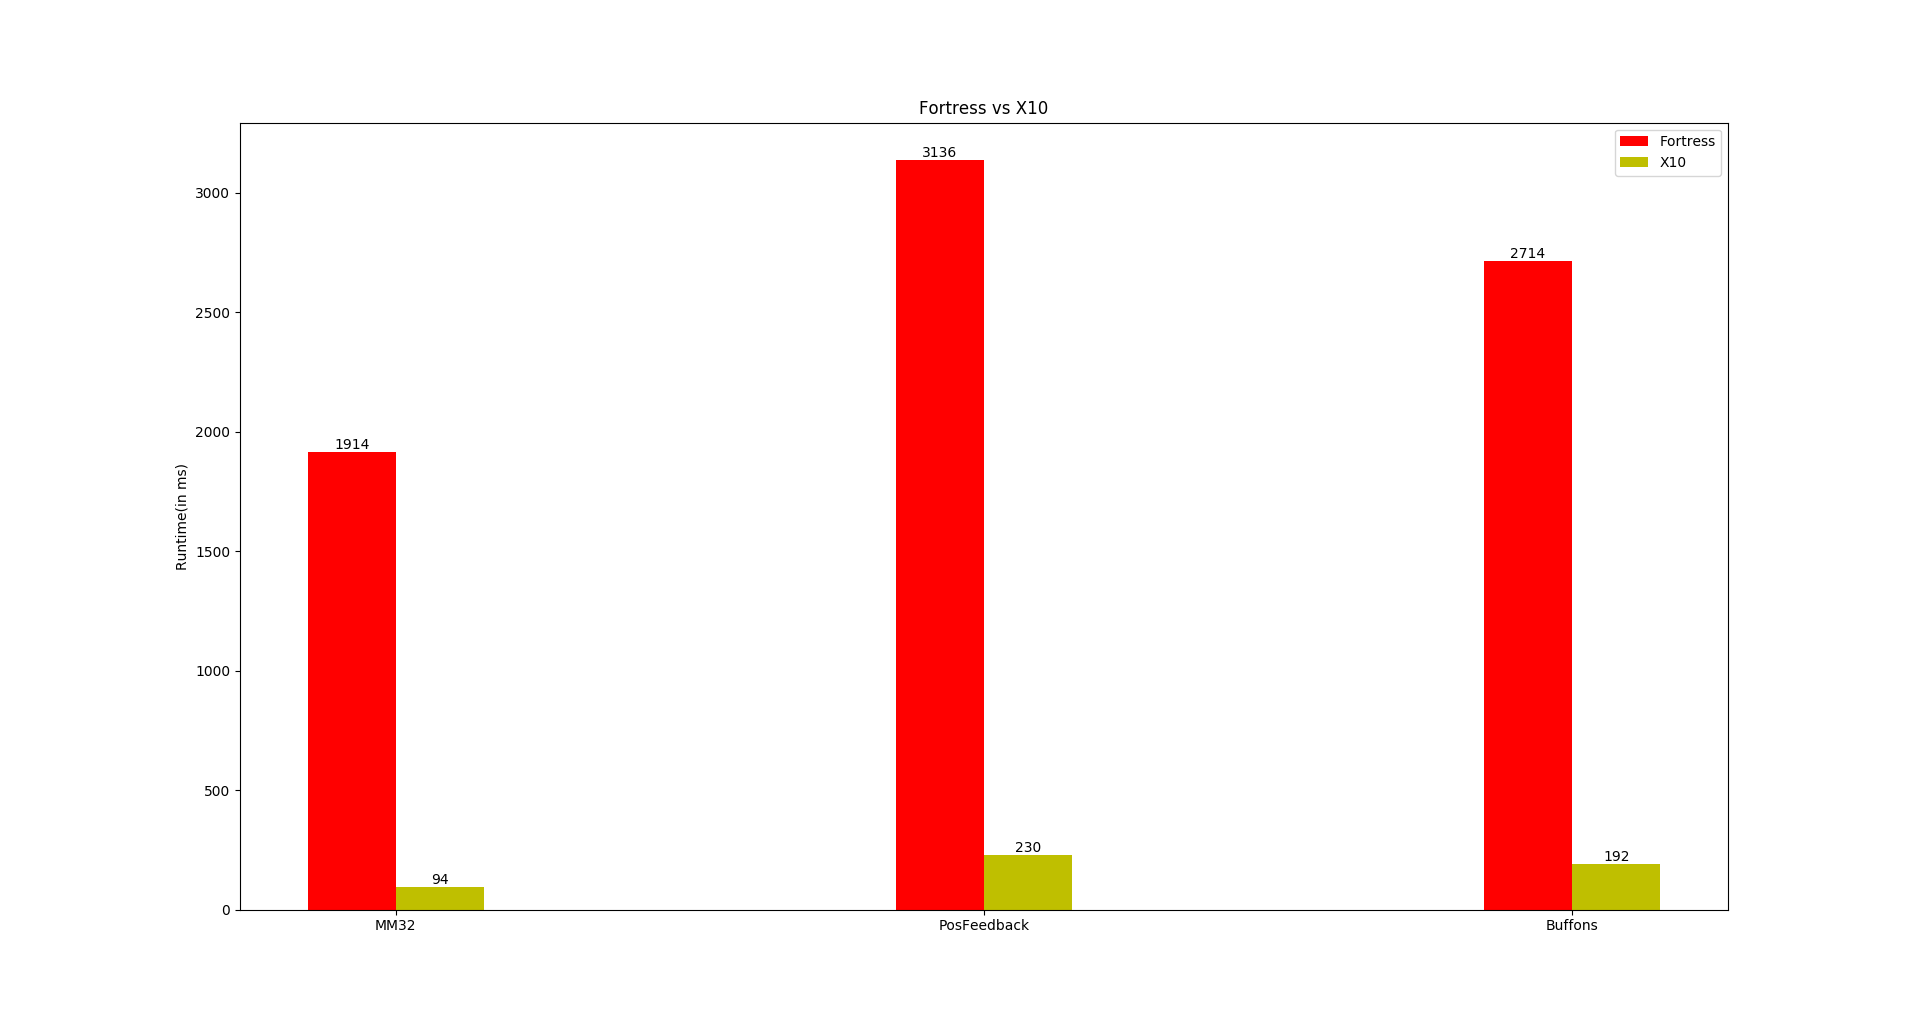 Fortress vs X10
Fortress
X10
Runtime(in ms)
3000
2500
2000
1500
1000
500
0
1914
94
3136
230
2714
192
MM32
PosFeedback
Buffons